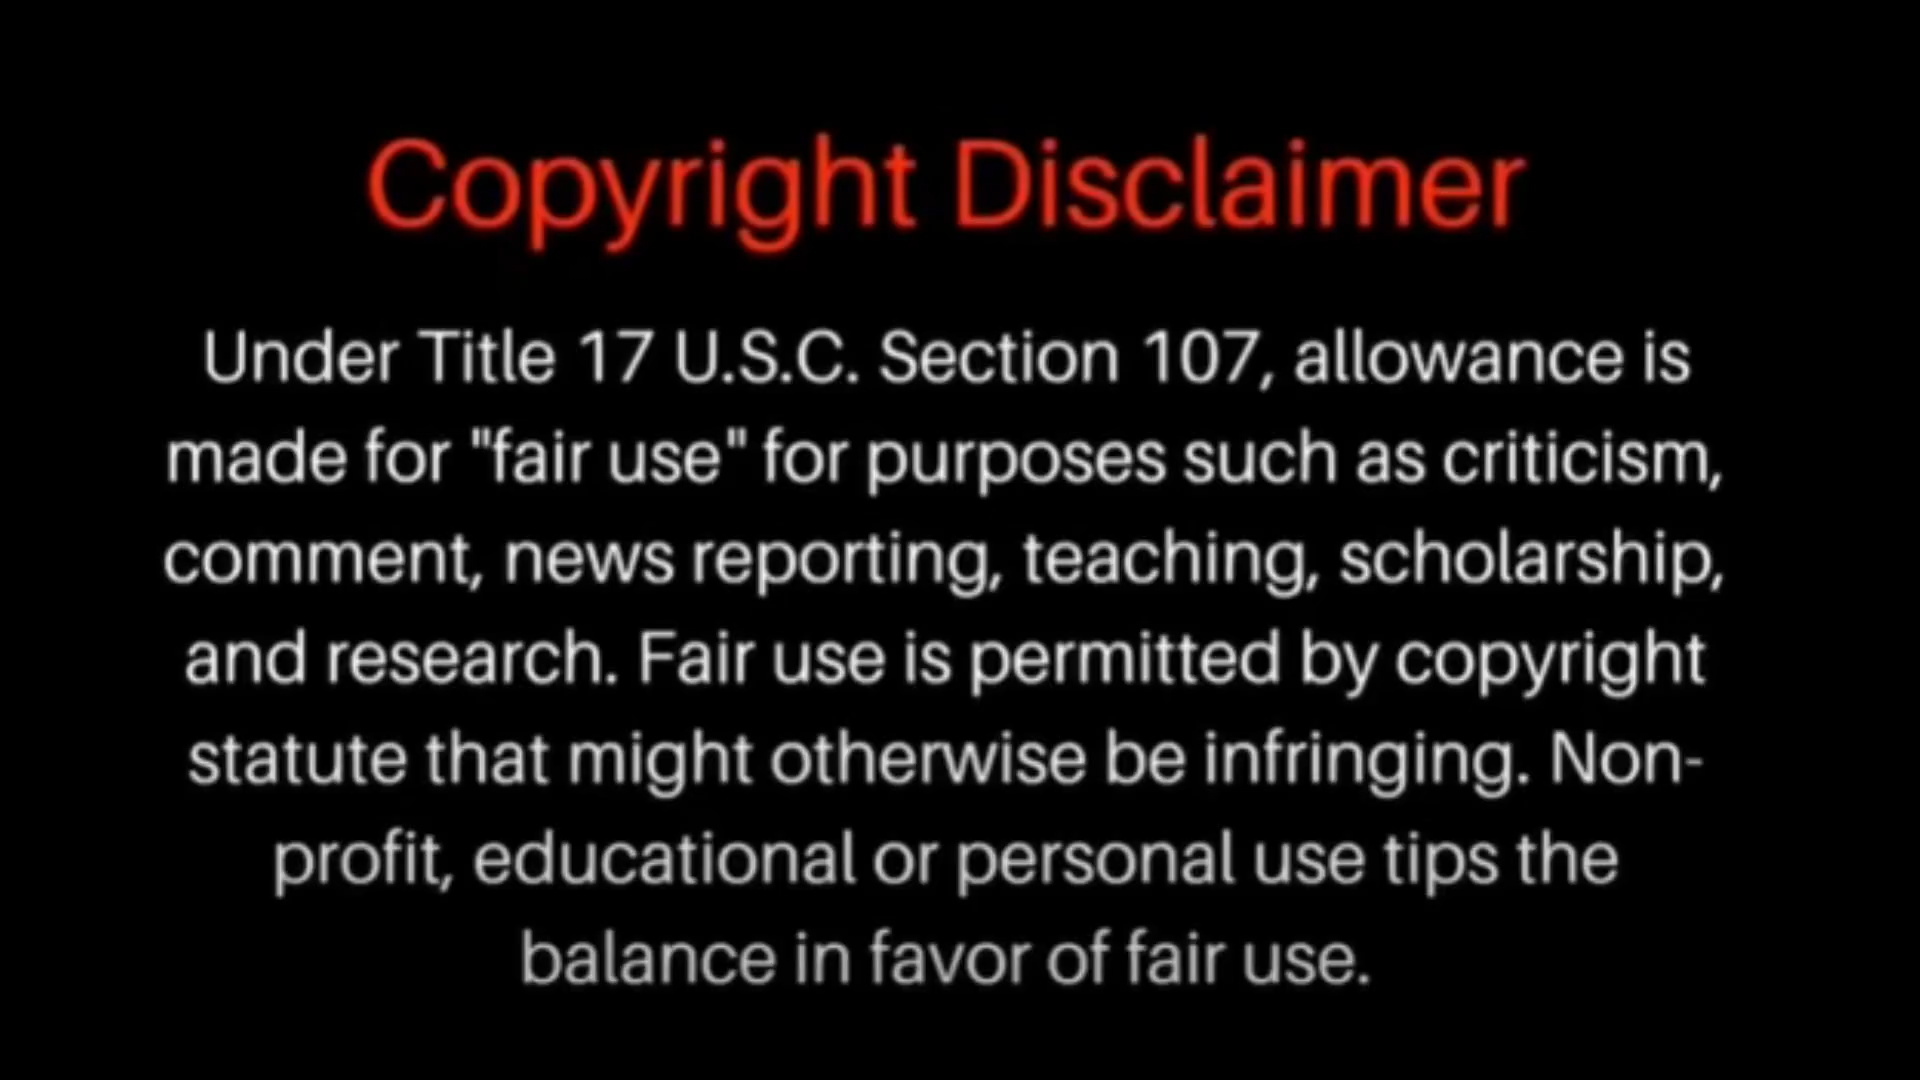 Copyright Disclaimer
Under Title 17 U.S.C. Section 107, allowance is
made for "fair use" for purposes such as criticism,
comment, news reporting, teaching, scholarship,
and research. Fair use is permitted by copyright
statute that might otherwise be infringing. Non-
profit, educational or personal use tips the
balance in favor of fair use.